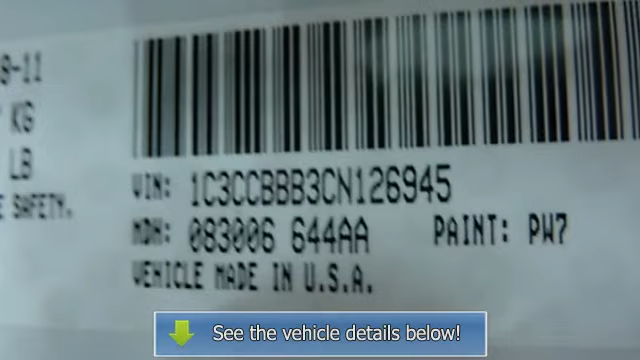 8-11
KG
LB
E SAFETY.
VIN: 1C3CCBBB3CN126945
MDH: 083006 644AA PAINT: PW7
VEHICLE MADE IN U.S.A.
See the vehicle details below!